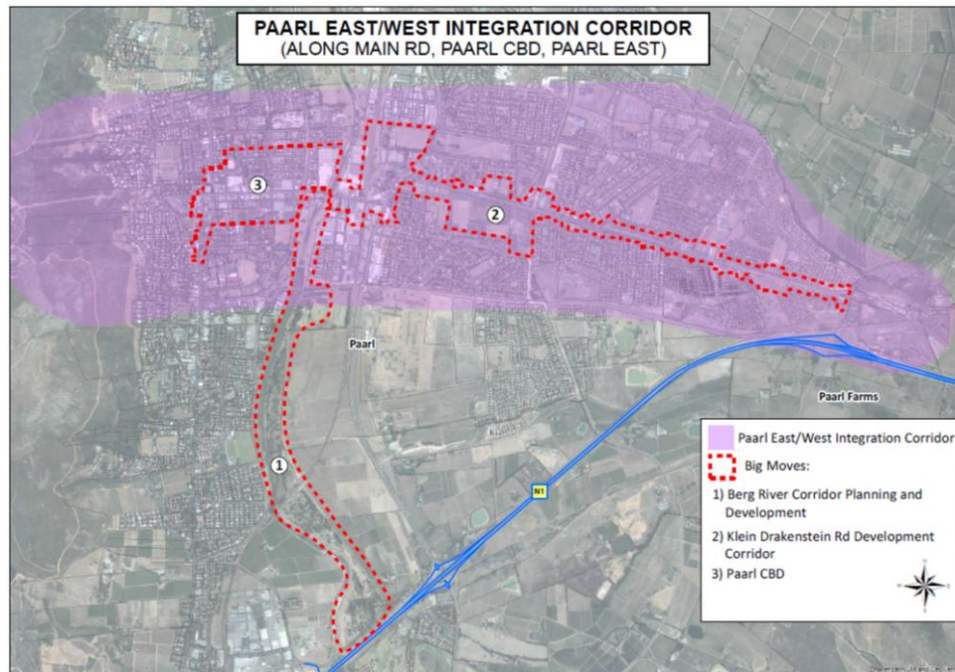 PAARL EAST/WEST INTEGRATION CORRIDOR
(ALONG MAIN RD, PAARL CBD, PAARL EAST)
3
2
Paarl
Paarl Farms
1
N1
Paarl East/West Integration Corridor
Big Moves:
1) Berg River Corridor Planning and
Development
2) Klein Drakenstein Rd Development
Corridor
3) Paarl CBD